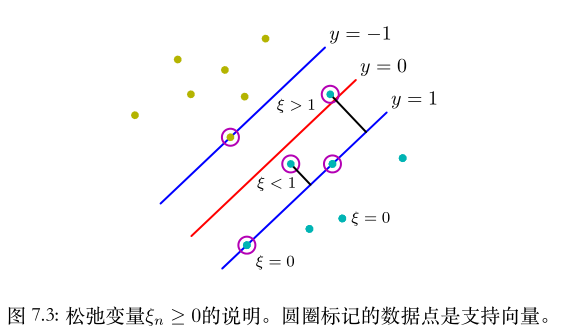 y = −1
y = 0
y = 1
ξ > 1
ξ < 1
ξ = 0
ξ = 0
图 7.3: 松弛变量ξn ≥ 0的说明。圆圈标记的数据点是支持向量。